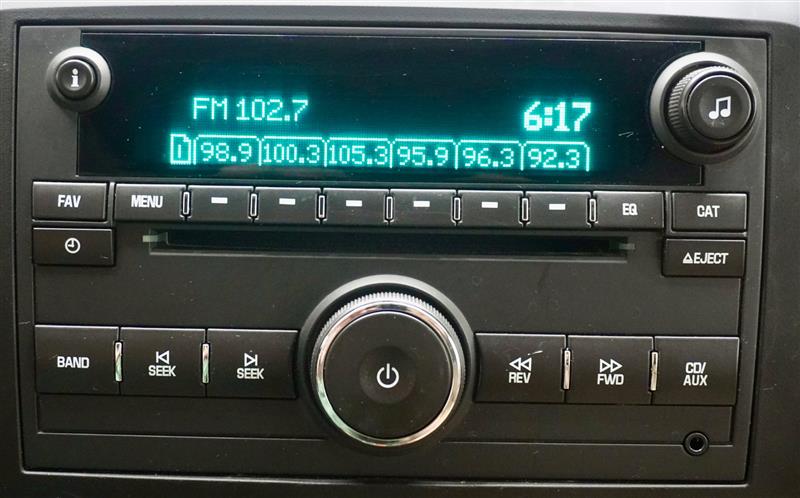 FM 102.7 6:17
1 98.9 100.3 105.3 95.9 96.3 92.3
FAV MENU EQ CAT
EJECT
BAND SEEK SEEK REV FWD CD/
AUX